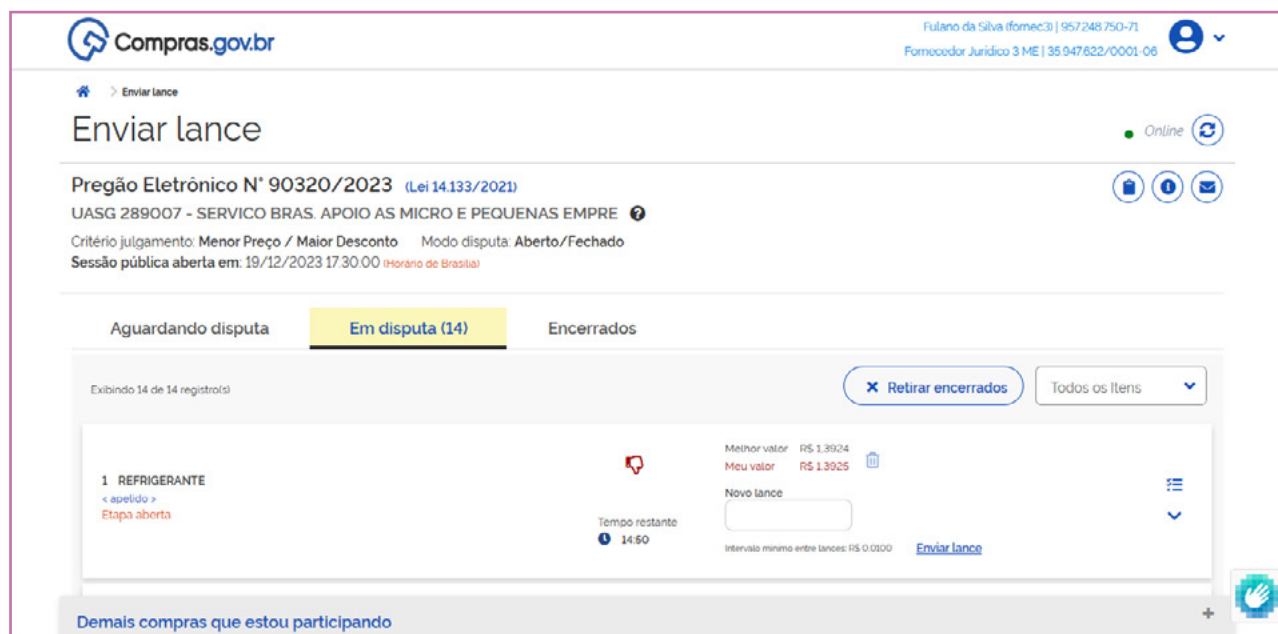 Compras.gov.br
Fulano da Silva (fornec3) | 957.248.750-71
Fornecedor Jurídico 3 ME | 35.947.622/0001-06
> Enviar lance
Enviar lance
Online
Pregão Eletrônico N° 90320/2023 (Lei 14.133/2021)
UASG 289007 - SERVICO BRAS. APOIO AS MICRO E PEQUENAS EMPRE ?
Critério julgamento: Menor Preço / Maior Desconto Modo disputa: Aberto/Fechado
Sessão pública aberta em: 19/12/2023 17:30:00 (Horário de Brasília)
Aguardando disputa Em disputa (14) Encerrados
Exibindo 14 de 14 registro(s)
Retirar encerrados Todos os Itens
1 REFRIGERANTE
< apelido >
Etapa aberta
Tempo restante
14:50
Melhor valor R$ 1,3924
Meu valor R$ 1,3925
Novo lance
Intervalo mínimo entre lances: R$ 0,0100 Enviar lance
Demais compras que estou participando +